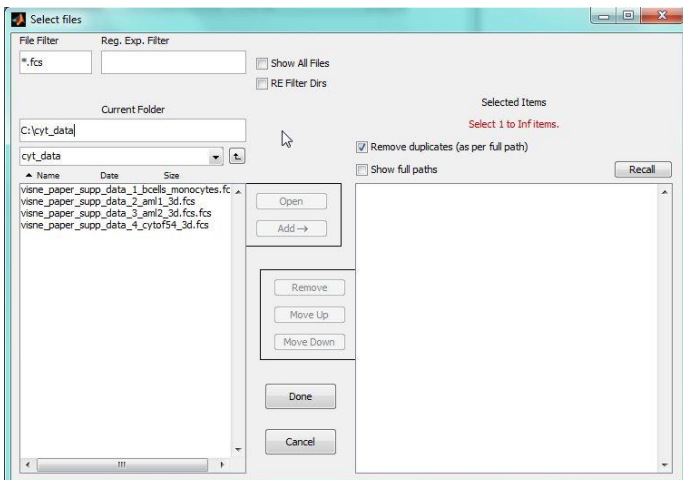 Select files
File Filter Reg. Exp. Filter
*.fcs
Show All Files
RE Filter Dirs
Current Folder
C:\cyt_data
cyt_data
Name Date Size
visne_paper_supp_data_1_bcells_monocytes.fc
visne_paper_supp_data_2_aml1_3d.fcs
visne_paper_supp_data_3_aml2_3d.fcs.fcs
visne_paper_supp_data_4_cytof54_3d.fcs
Open
Add →
Remove
Move Up
Move Down
Done
Cancel
Selected Items
Select 1 to Inf items.
Remove duplicates (as per full path)
Show full paths
Recall